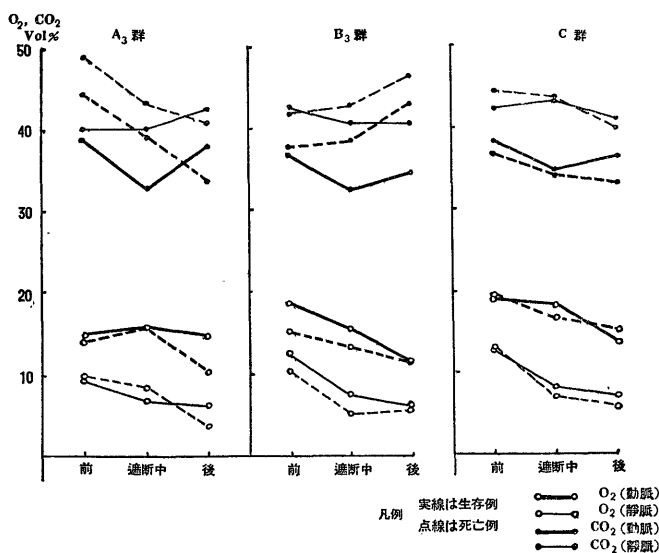 O₂, CO₂
Vol%
A₃ 群
B₃ 群
C 群
50
40
30
20
10
前
遮断中
後
前
遮断中
後
前
遮断中
後
凡例
実線は生存例
点線は死亡例
O₂ (動脈)
O₂ (靜脈)
CO₂ (動脈)
CO₂ (靜脈)